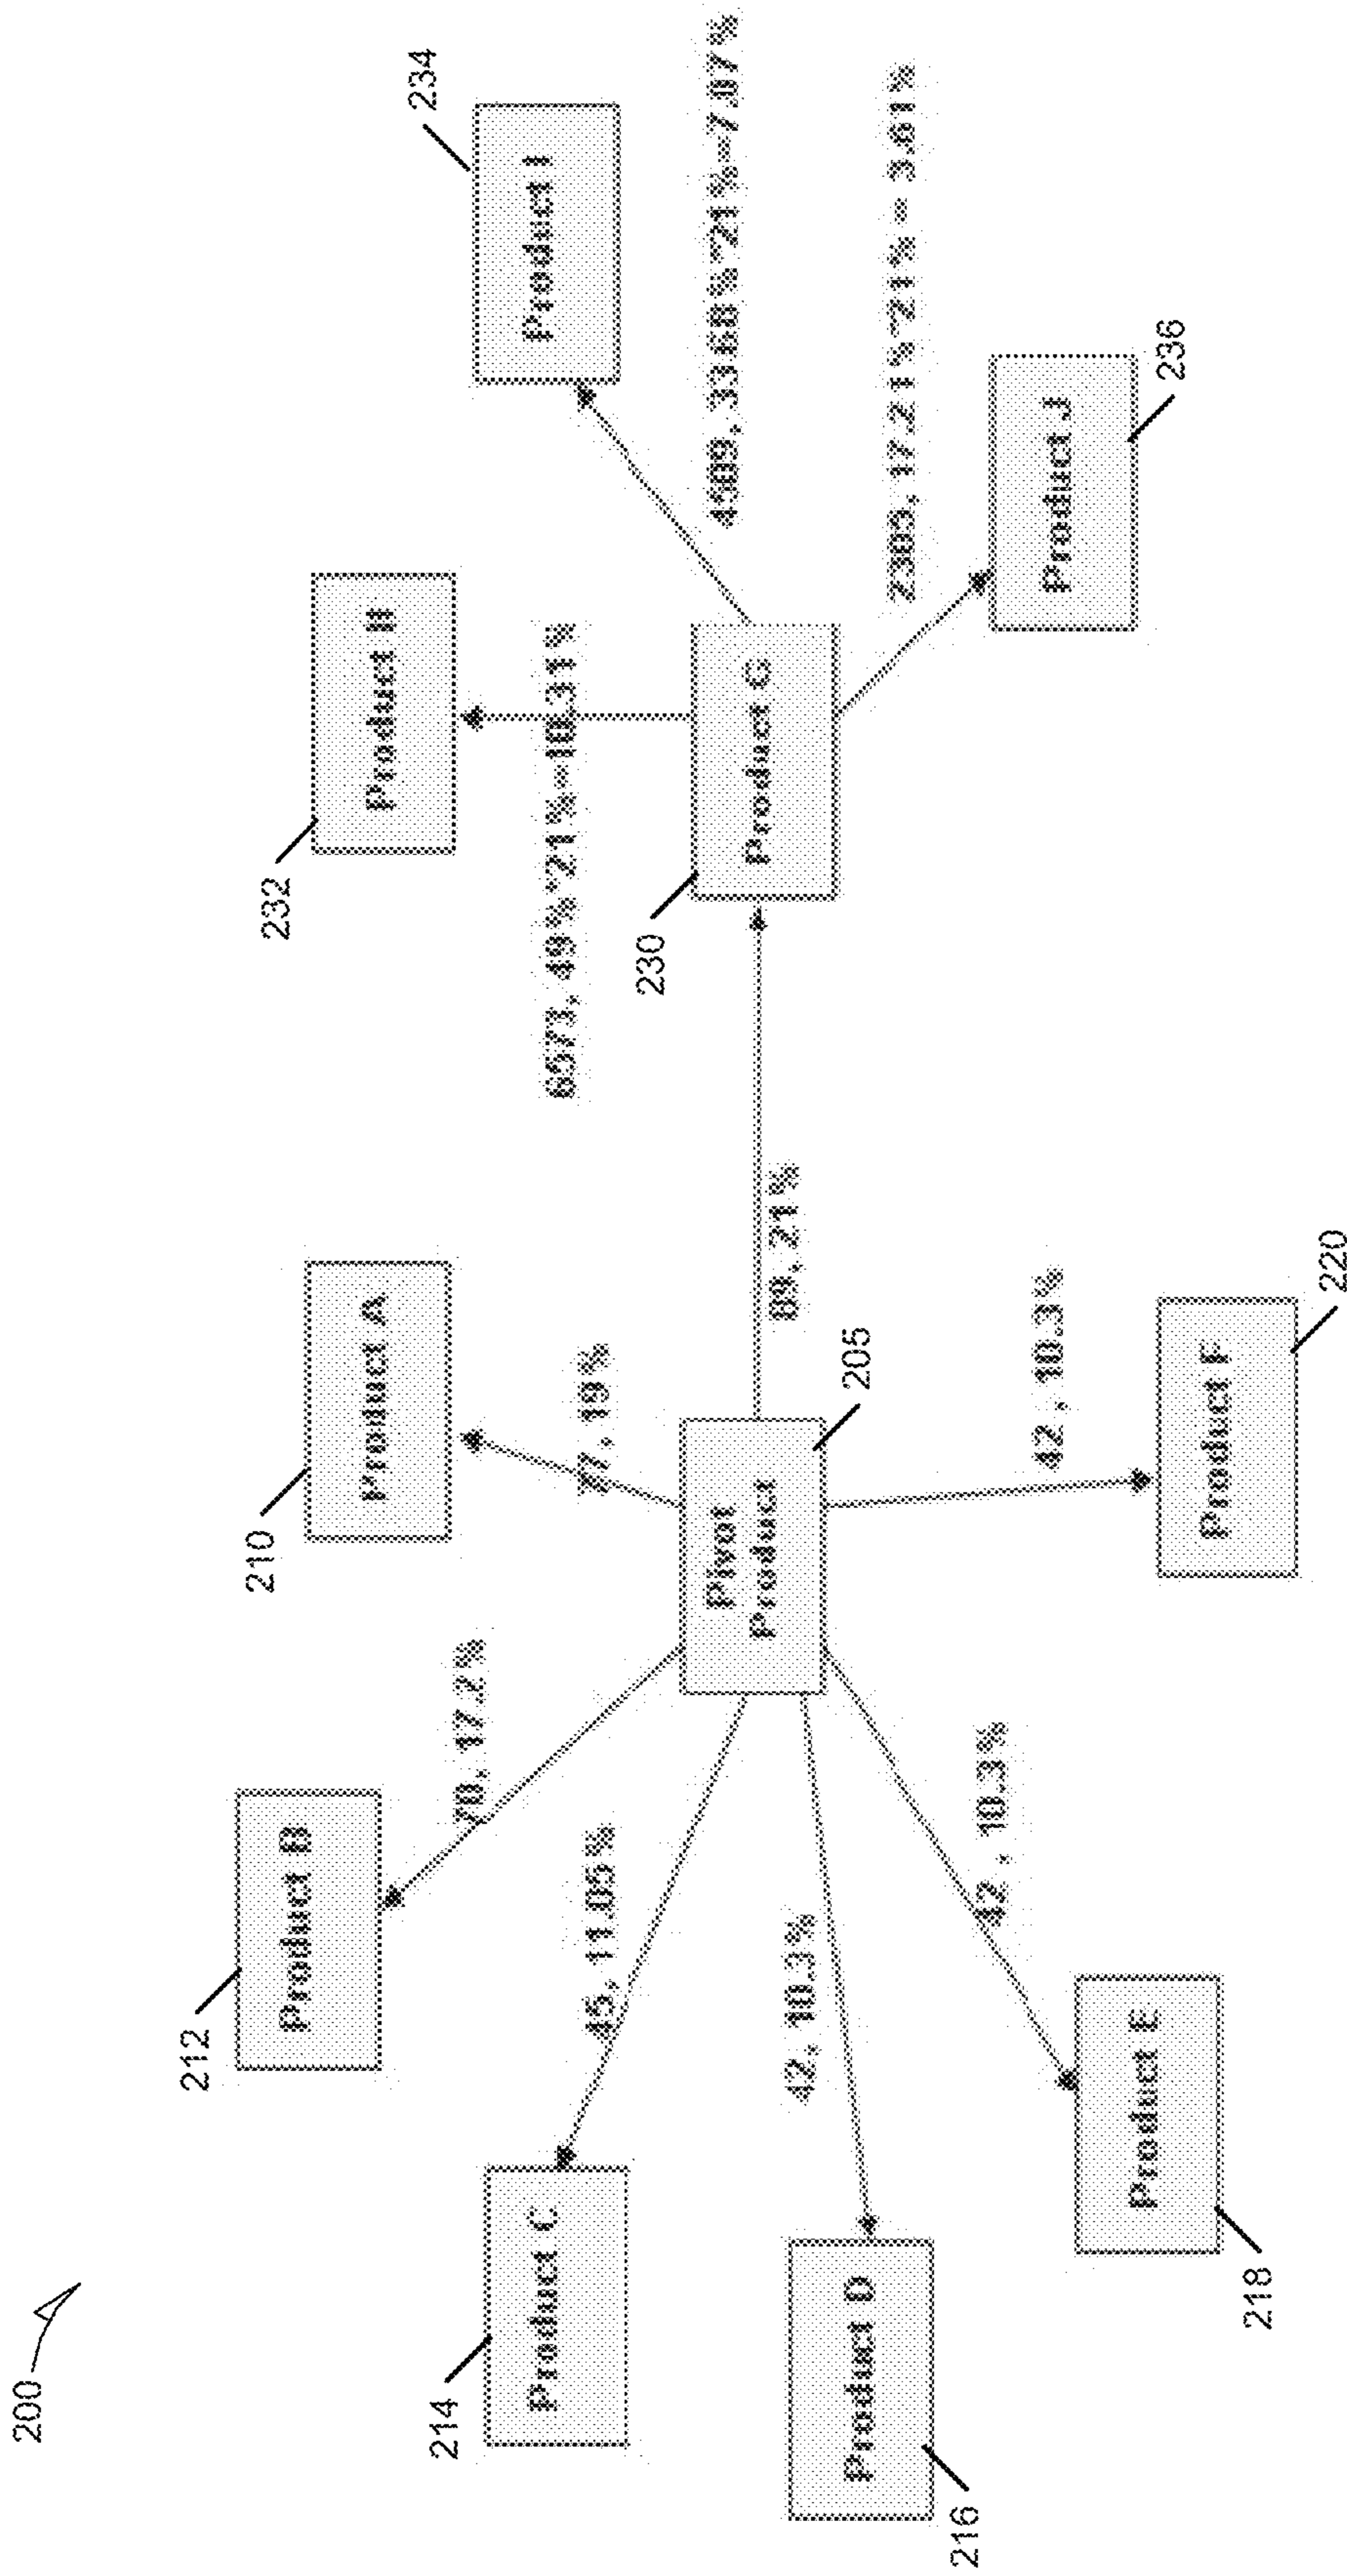 200
212
210
232
Product B
Product A
Product H
234
214
70, 17.2%
Product I
Product C
6573, 49%*21%=10.31%
77, 19%
45, 11.05%
230
Pivot
Product
4509, 33.68%*21%=7.07%
Product G
89, 21%
42, 10.3%
205
Product D
2305, 17.21%*21% = 3.61%
216
42 , 10.3%
42 , 10.3%
Product J
Product E
236
Product F
218
220